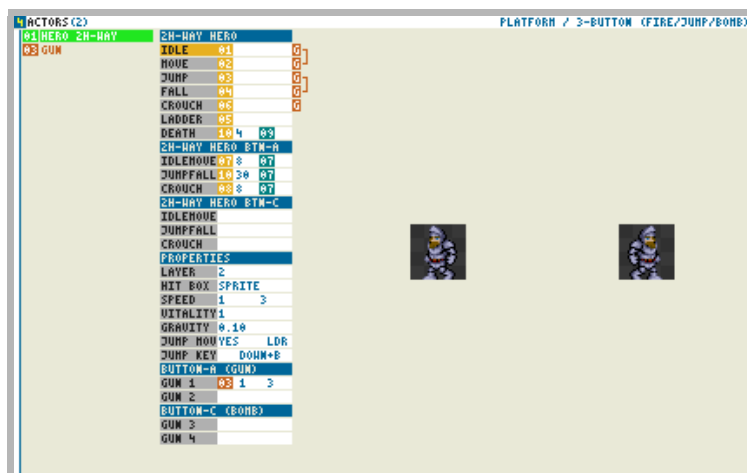 4 ACTORS(2) PLATFORM / 3-BUTTON (FIRE/JUMP/BOMB)
01 HERO 2H-WAY
03 GUN
2H-WAY HERO
IDLE 01 G
MOVE 02 G
JUMP 03 G
FALL 04 G
CROUCH 06 G
LADDER 05
DEATH 10 4 09
2H-WAY HERO BTN-A
IDLEMOVE 07 8 07
JUMPFALL 10 30 07
CROUCH 08 8 07
2H-WAY HERO BTN-C
IDLEMOVE
JUMPFALL
CROUCH
PROPERTIES
LAYER 2
HIT BOX SPRITE
SPEED 1 3
VITALITY 1
GRAVITY 0.10
JUMP MOV YES LDR
JUMP KEY DOWN+B
BUTTON-A (GUN)
GUN 1 03 1 3
GUN 2
BUTTON-C (BOMB)
GUN 3
GUN 4